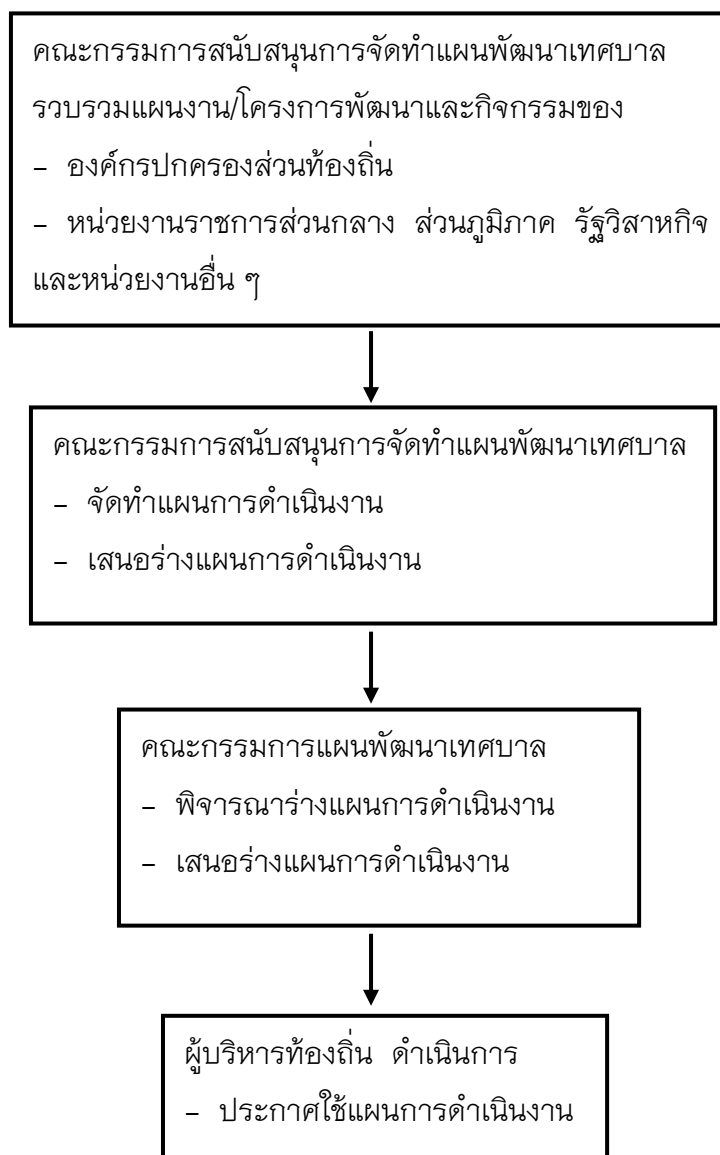 คณะกรรมการสนับสนุนการจัดทำแผนพัฒนาเทศบาล
รวบรวมแผนงาน/โครงการพัฒนาและกิจกรรมของ
- องค์กรปกครองส่วนท้องถิ่น
- หน่วยงานราชการส่วนกลาง ส่วนภูมิภาค รัฐวิสาหกิจ
และหน่วยงานอื่น ๆ
คณะกรรมการสนับสนุนการจัดทำแผนพัฒนาเทศบาล
- จัดทำแผนการดำเนินงาน
- เสนอร่างแผนการดำเนินงาน
คณะกรรมการแผนพัฒนาเทศบาล
- พิจารณาร่างแผนการดำเนินงาน
- เสนอร่างแผนการดำเนินงาน
ผู้บริหารท้องถิ่น ดำเนินการ
- ประกาศใช้แผนการดำเนินงาน